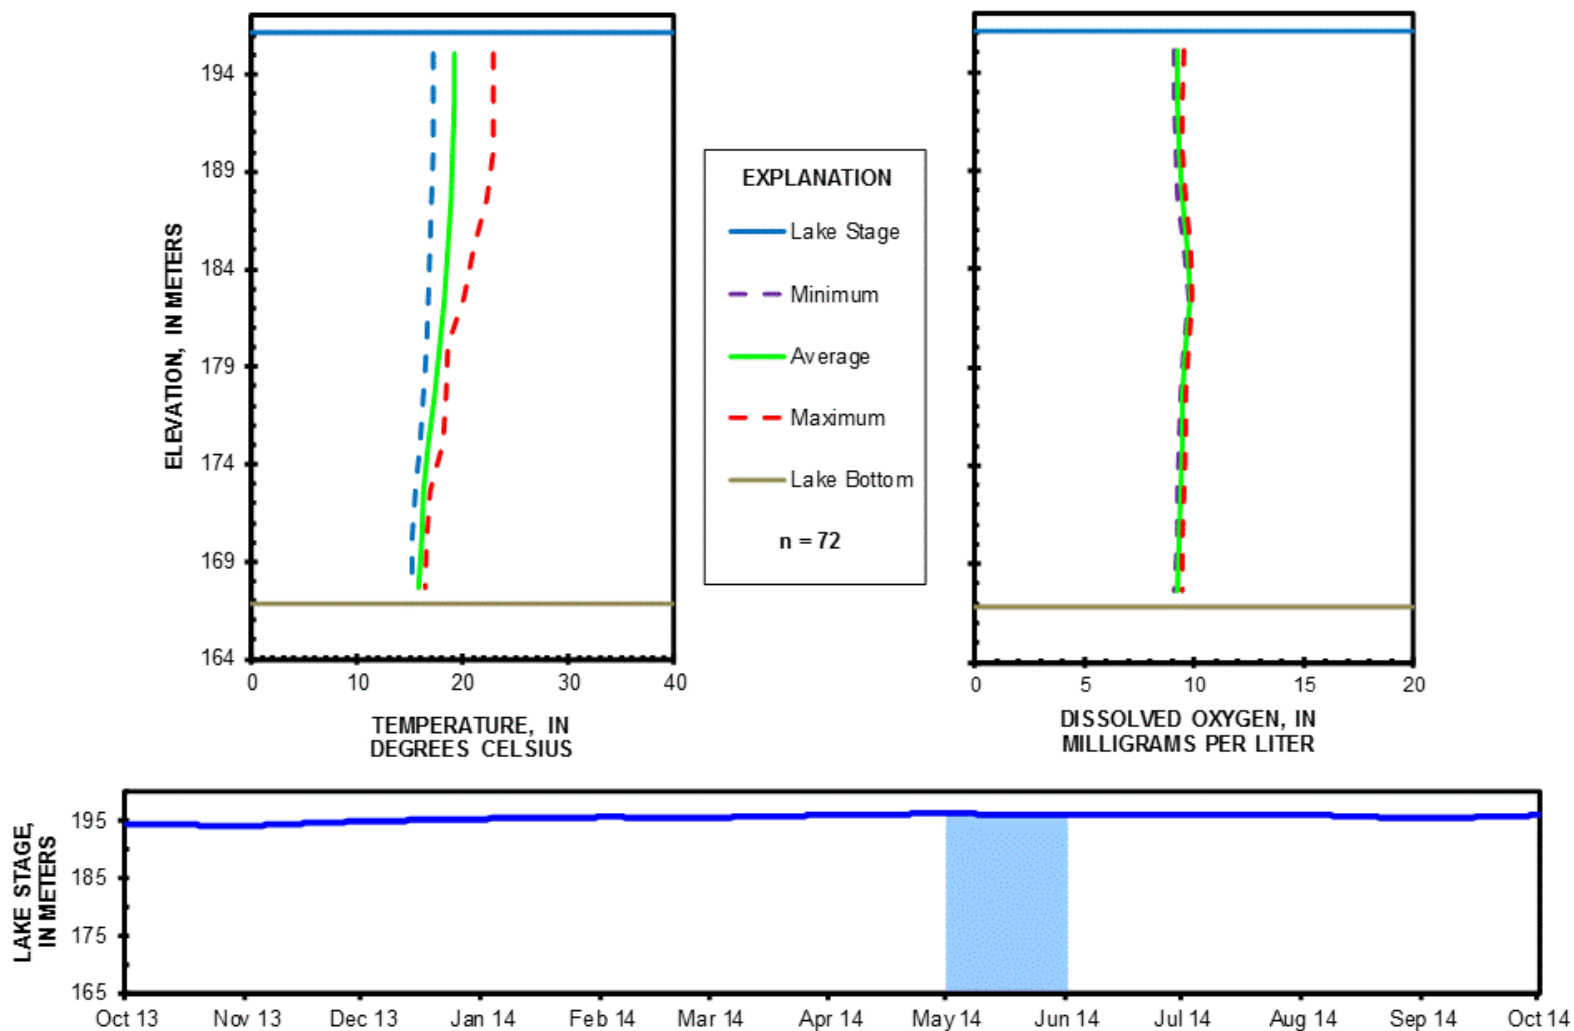 194
189
184
179
174
169
164
ELEVATION, IN METERS
0 10 20 30 40
TEMPERATURE, IN
DEGREES CELSIUS
EXPLANATION
Lake Stage
Minimum
Average
Maximum
Lake Bottom
n = 72
0 5 10 15 20
DISSOLVED OXYGEN, IN
MILLIGRAMS PER LITER
LAKE STAGE,
IN METERS
195
185
175
165
Oct 13 Nov 13 Dec 13 Jan 14 Feb 14 Mar 14 Apr 14 May 14 Jun 14 Jul 14 Aug 14 Sep 14 Oct 14